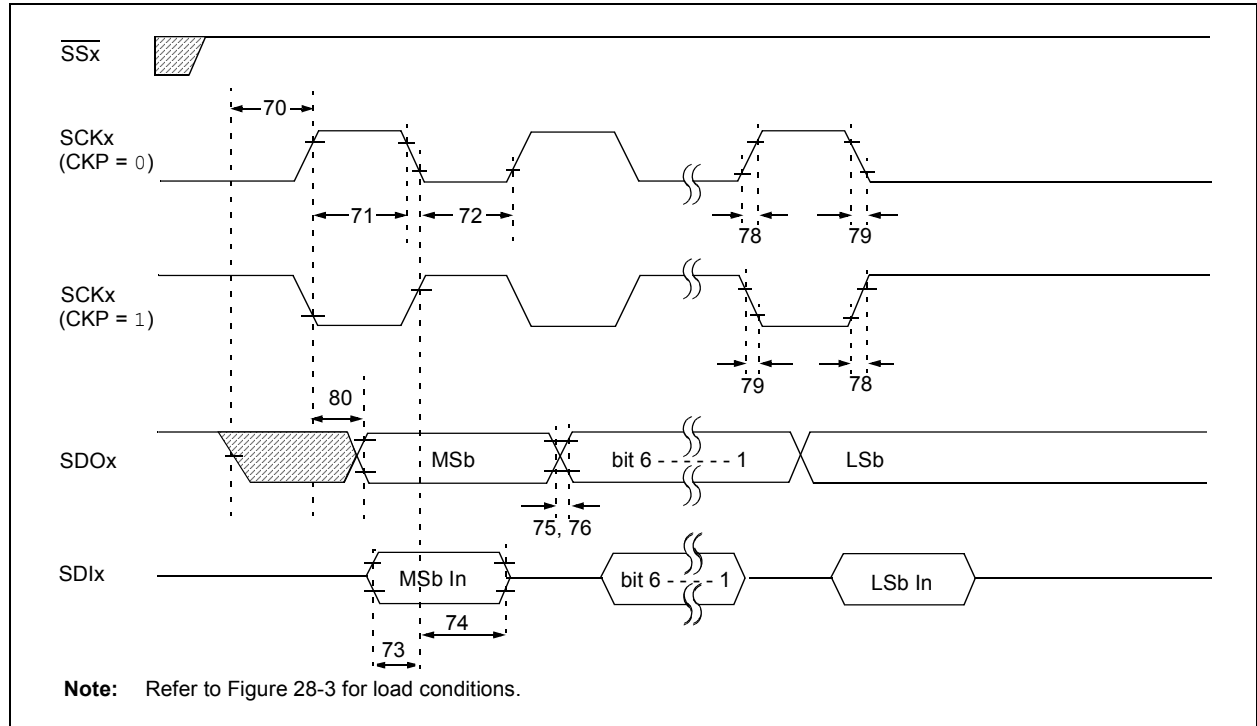 SSx
70
SCKx
(CKP = 0)
71
72
78
79
SCKx
(CKP = 1)
79
78
80
SDOx
MSb
bit 6 - - - - - - 1
LSb
75, 76
SDIx
MSb In
bit 6 - - - - - 1
LSb In
74
73
Note: Refer to Figure 28-3 for load conditions.